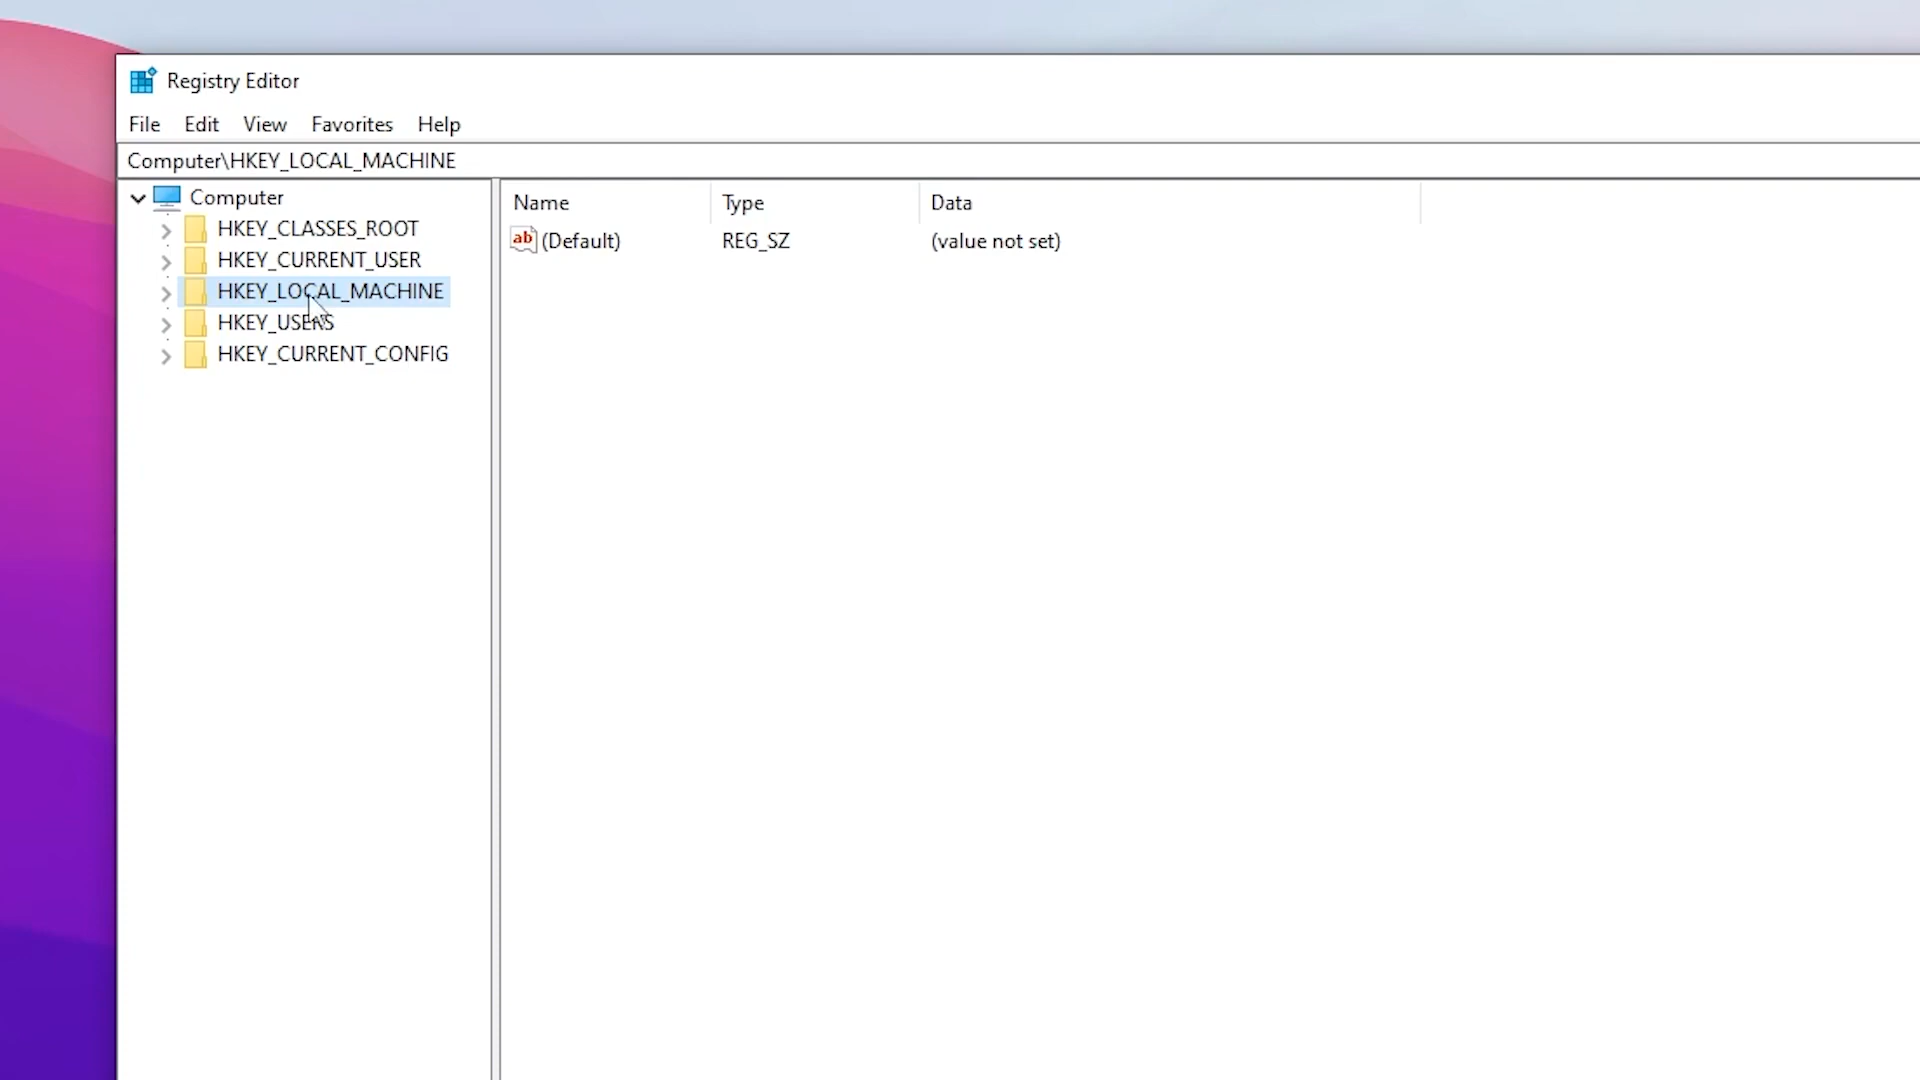 Registry Editor
File Edit View Favorites Help
Computer\HKEY_LOCAL_MACHINE
Computer
HKEY_CLASSES_ROOT
HKEY_CURRENT_USER
HKEY_LOCAL_MACHINE
HKEY_USERS
HKEY_CURRENT_CONFIG
Name Type Data
ab (Default) REG_SZ (value not set)